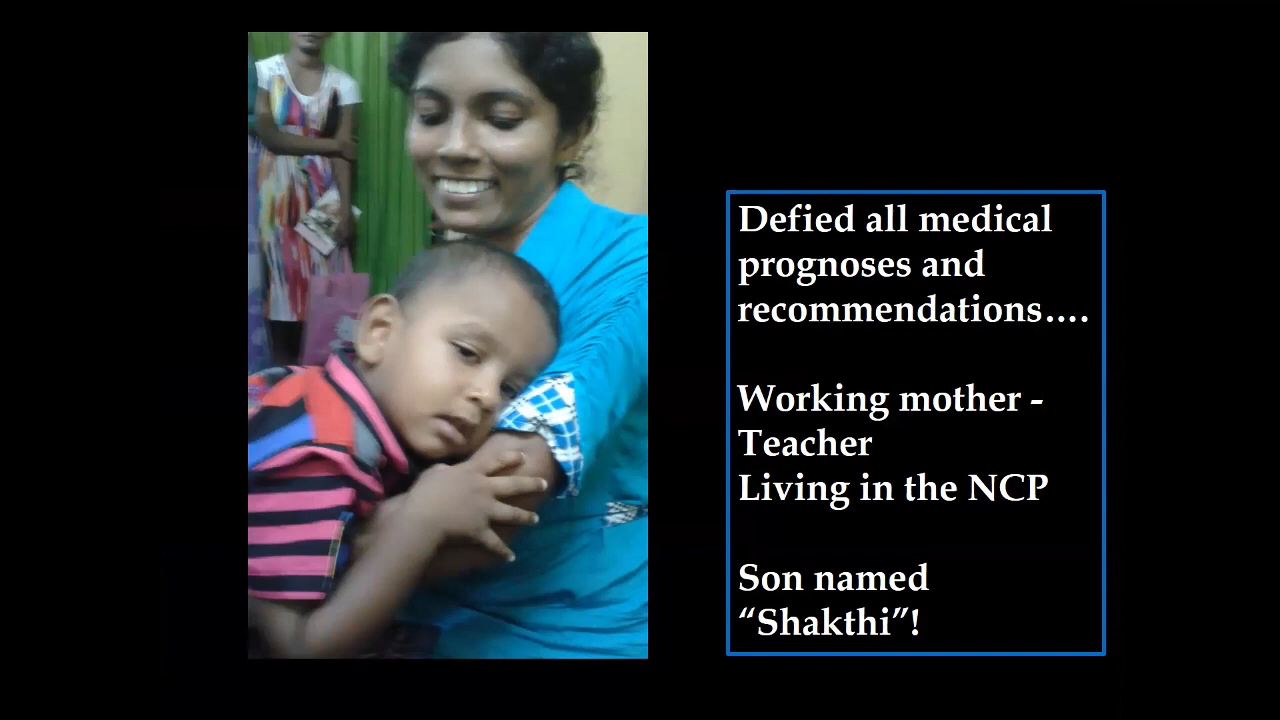 Defied all medical
prognoses and
recommendations….
Working mother -
Teacher
Living in the NCP
Son named
“Shakthi”!